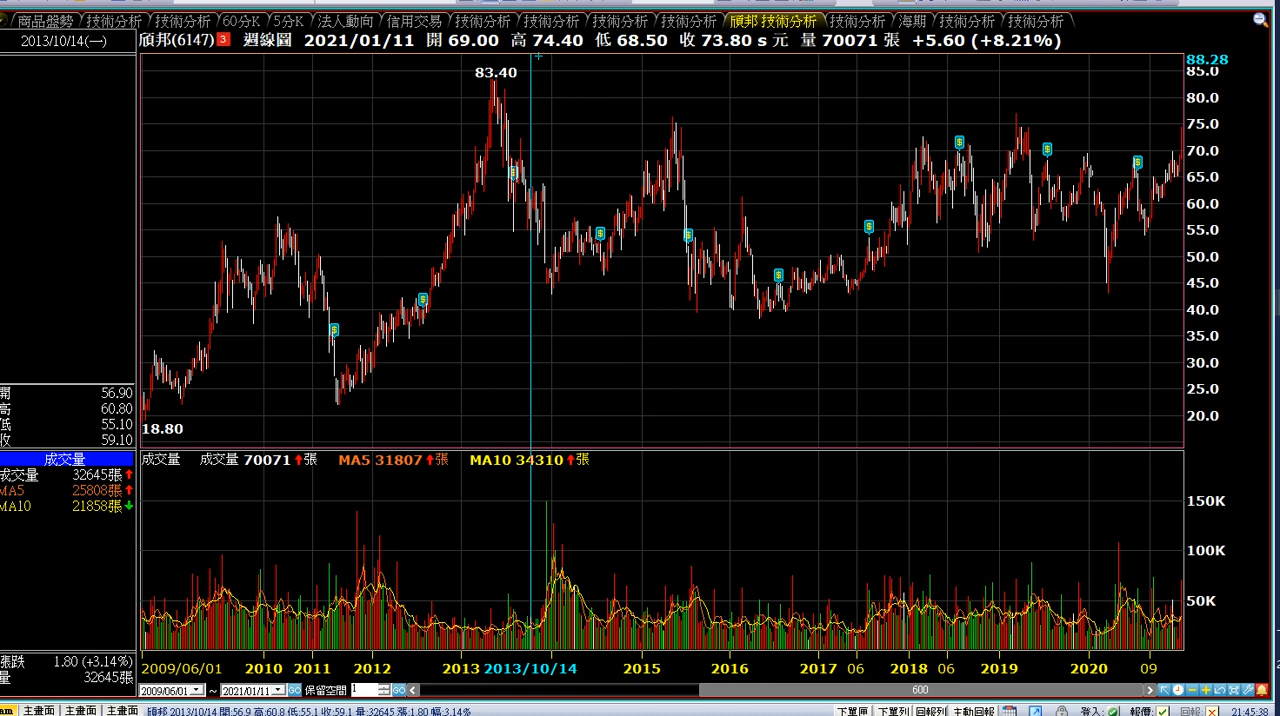 商品盤勢 技術分析 技術分析 60分K 5分K 法人動向 信用交易 技術分析 技術分析 技術分析 技術分析 頎邦 技術分析 技術分析 海期 技術分析 技術分析
2013/10/14(一)
頎邦(6147) 3 週線圖 2021/01/11 開 69.00 高 74.40 低 68.50 收 73.80 s 元 量 70071 張 +5.60 (+8.21%)
88.28
85.0
83.40
80.0
75.0
70.0
65.0
60.0
55.0
50.0
45.0
40.0
35.0
30.0
25.0
20.0
18.80
開 56.90
高 60.80
低 55.10
收 59.10
成交量
成交量 32645張
MA5 25808張
MA10 21858張
成交量 成交量 70071 張 MA5 31807 張 MA10 34310 張
150K
100K
50K
漲跌 1.80 (+3.14%)
量 32645張
2009/06/01 2010 2011 2012 2013 2013/10/14 2015 2016 2017 06 2018 06 2019 2020 09
2009/06/01 ~ 2021/01/11 GO 保留空間 1 GO 600
am 主畫面 主畫面 主畫面 頎邦 2013/10/14 開:56.9 高:60.8 低:55.1 收:59.1 量:32645張 漲:1.80 幅:3.14% 下單匣 下單列 回報列 主動回報 登入: 報價: 回報: 21:45:38